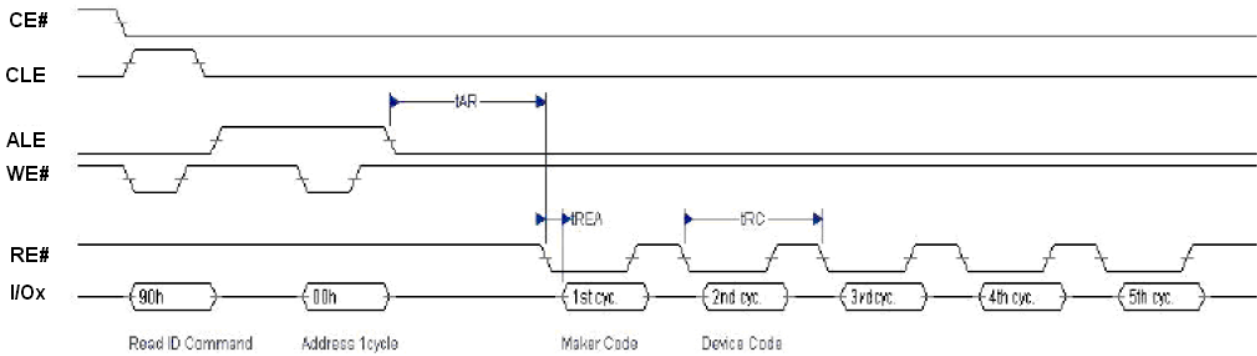 CE#
CLE
tAR
ALE
WE#
tREA
tRC
RE#
I/Ox 90h 00h 1st cyc. 2nd cyc. 3rd cyc. 4th cyc. 5th cyc.
Read ID Command Address 1cycle Maker Code Device Code